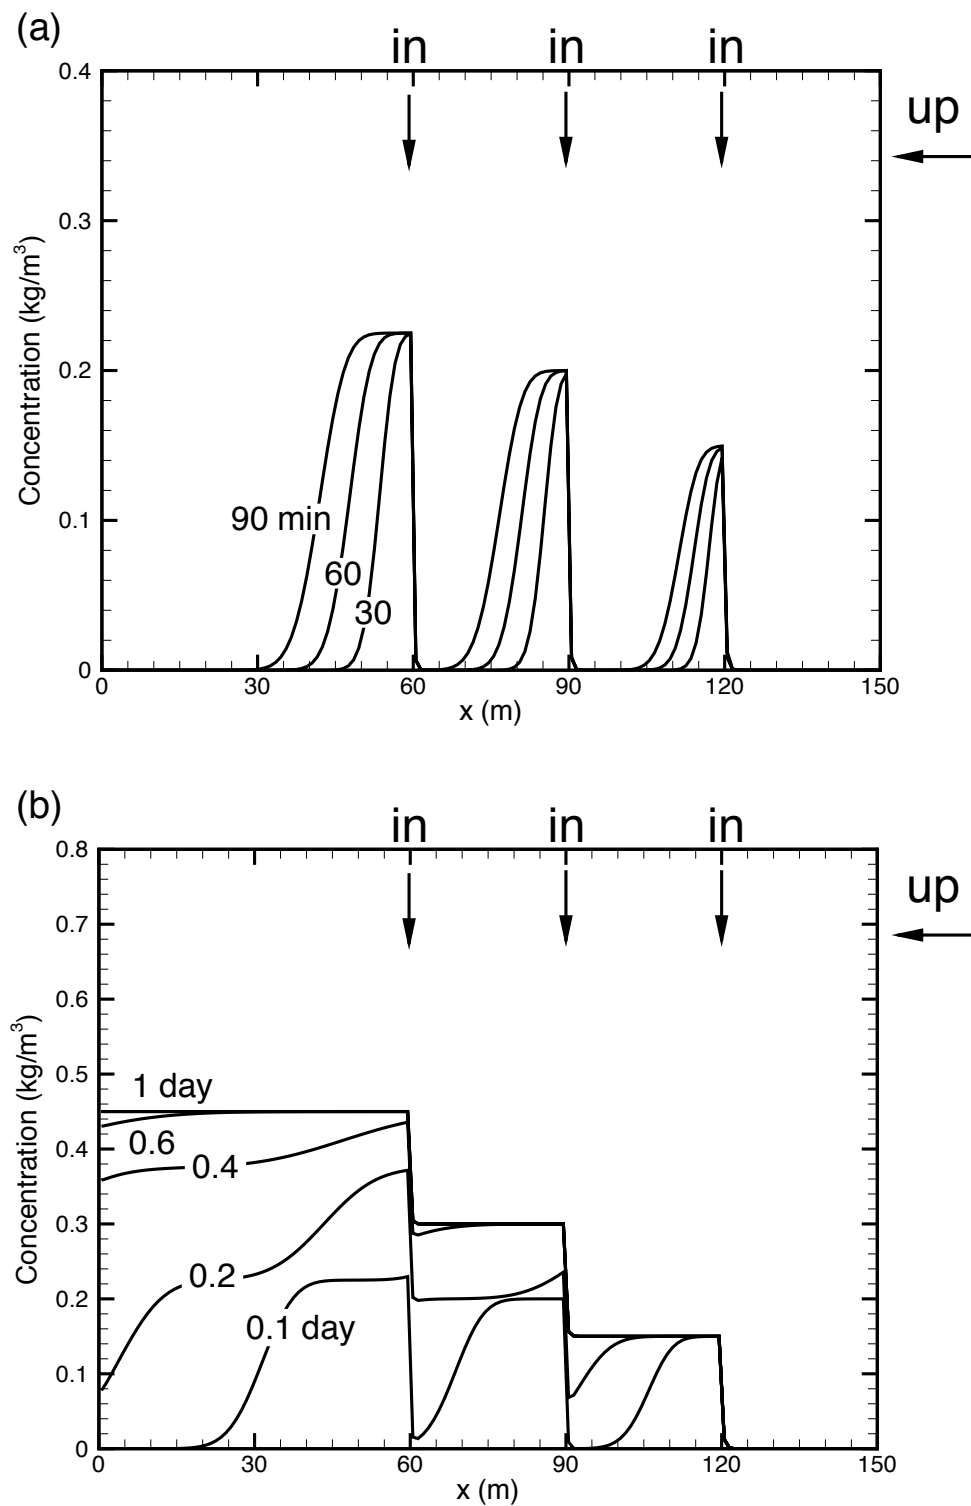 (a)
in in in
up
0.4
0.3
0.2
0.1
0
Concentration (kg/m³)
90 min
60
30
0 30 60 90 120 150
x (m)
(b)
in in in
up
0.8
0.7
0.6
0.5
0.4
0.3
0.2
0.1
0
Concentration (kg/m³)
1 day
0.6
0.4
0.2
0.1 day
0 30 60 90 120 150
x (m)